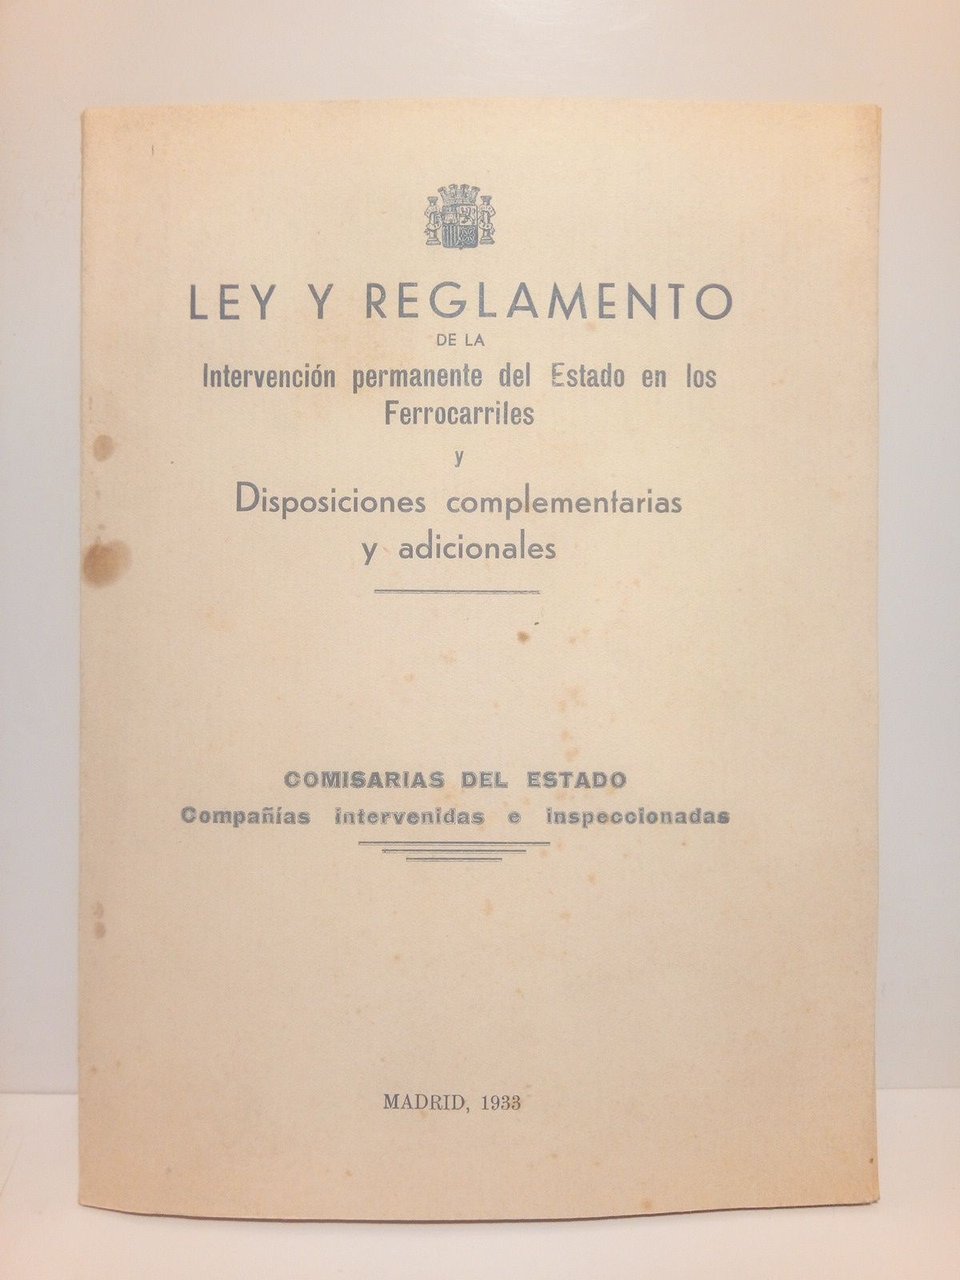 LEY Y REGLAMENTO
DE LA
Intervención permanente del Estado en los
Ferrocarriles
y
Disposiciones complementarias
y adicionales
COMISARIAS DEL ESTADO
Compañías intervenidas e inspeccionadas
MADRID, 1933